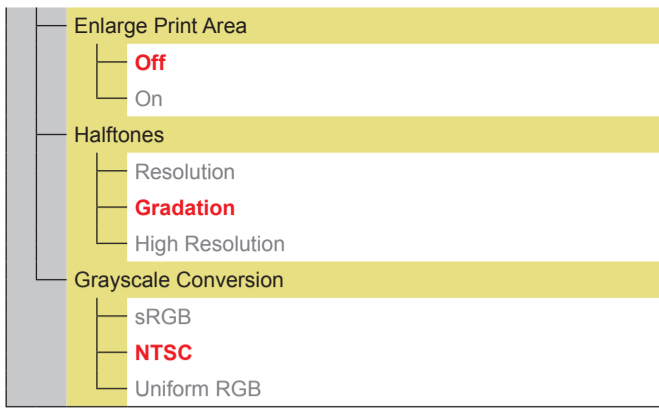 Enlarge Print Area
Off
On
Halftones
Resolution
Gradation
High Resolution
Grayscale Conversion
sRGB
NTSC
Uniform RGB